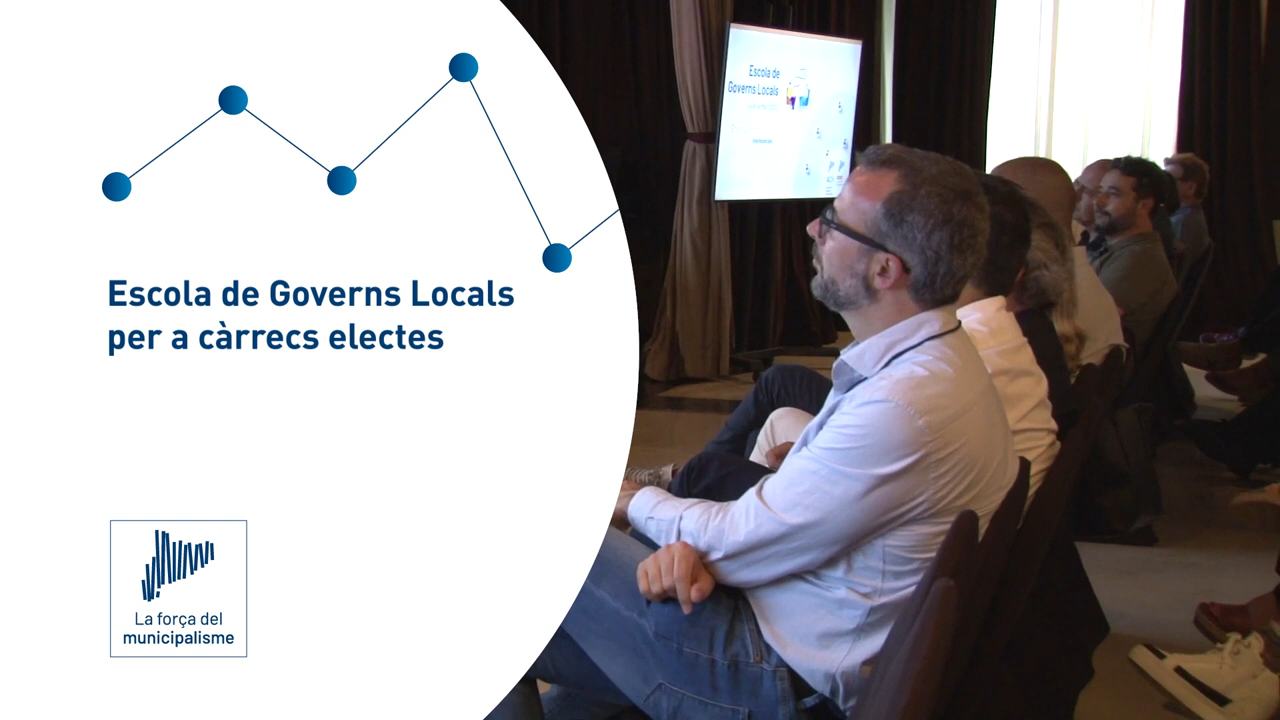 Escola de Governs Locals
per a càrrecs electes
La força del
municipalisme
Escola de
Governs Locals